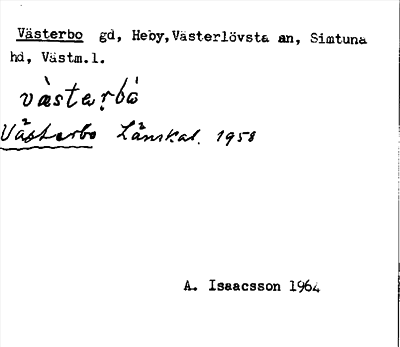 Västerbo gd, Heby, Västerlövsta sn, Simtuna
hd, Västm.l.
västerbo
Västerbo Länskal. 1958
A. Isaacsson 1964